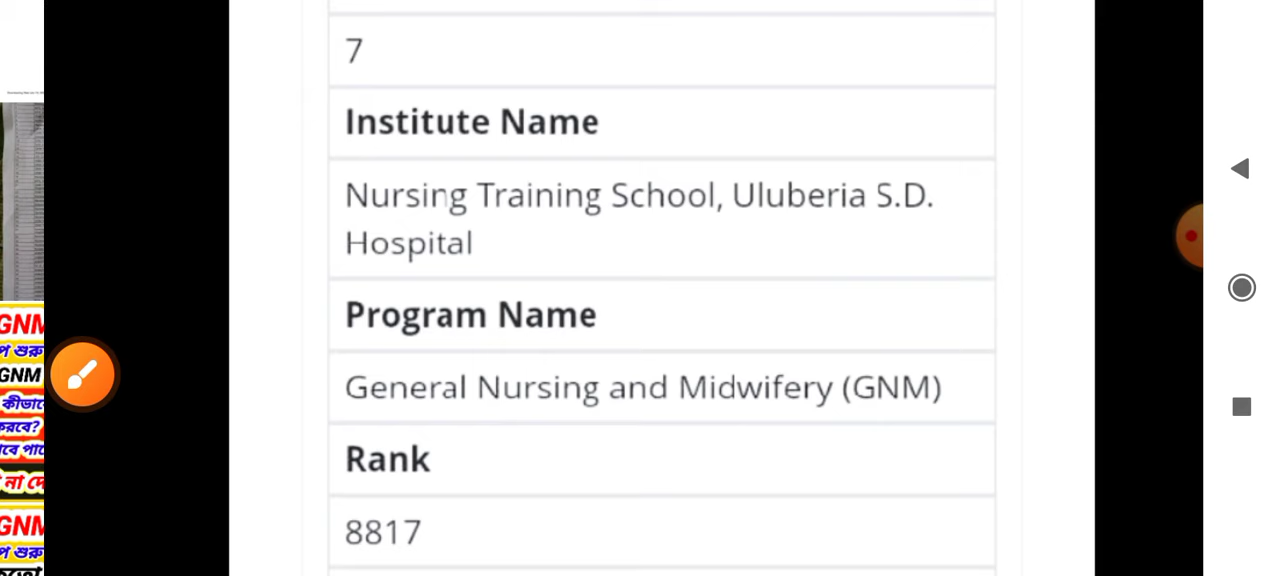 7
Institute Name
Nursing Training School, Uluberia S.D.
Hospital
Program Name
General Nursing and Midwifery (GNM)
Rank
8817
GNM
শুরু
GNM
করবে?
না
GNM
শুরু